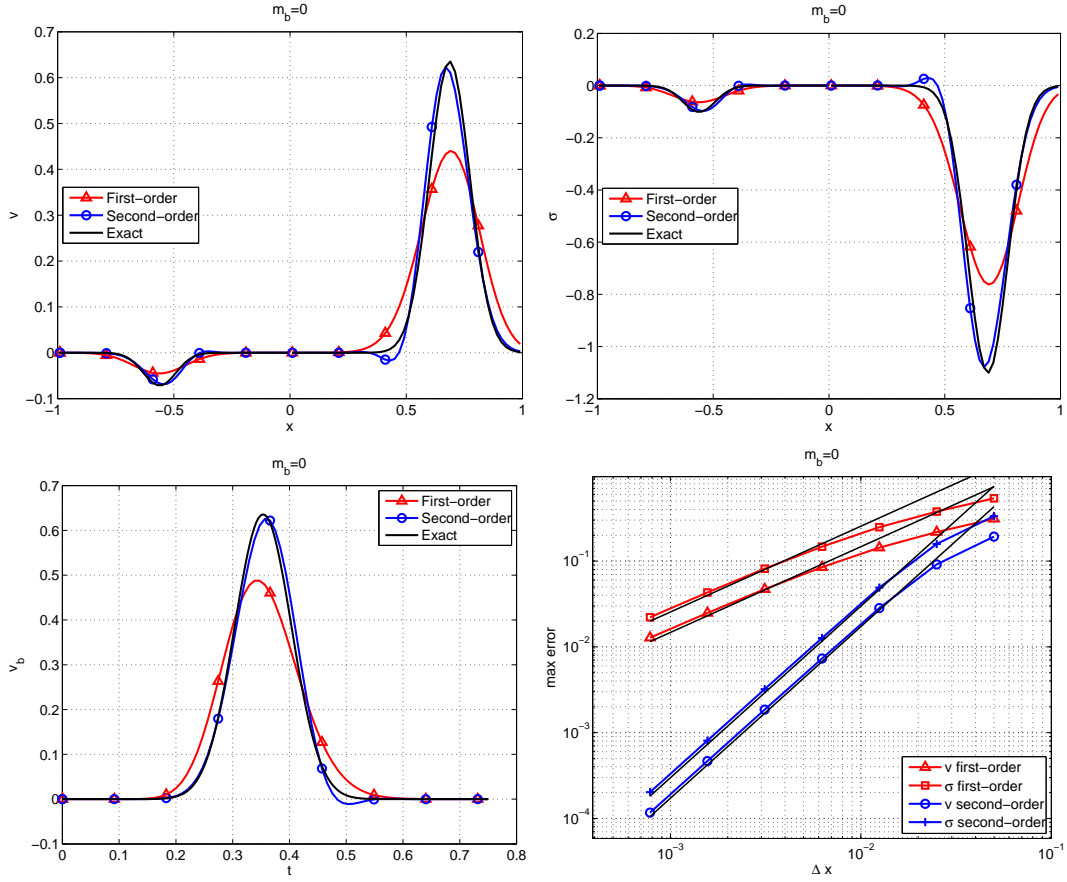 m_b=0
0.7
0.6
0.5
0.4
0.3
0.2
0.1
0
−0.1
v
First−order
Second−order
Exact
−1
−0.5
0
0.5
1
x
m_b=0
0.2
0
−0.2
−0.4
−0.6
−0.8
−1
−1.2
σ
First−order
Second−order
Exact
−1
−0.5
0
0.5
1
x
m_b=0
0.7
0.6
0.5
0.4
0.3
0.2
0.1
0
−0.1
v_b
First−order
Second−order
Exact
0
0.1
0.2
0.3
0.4
0.5
0.6
0.7
0.8
t
m_b=0
10^−1
10^−2
10^−3
10^−4
max error
v first−order
σ first−order
v second−order
σ second−order
10^−3
10^−2
10^−1
Δ x